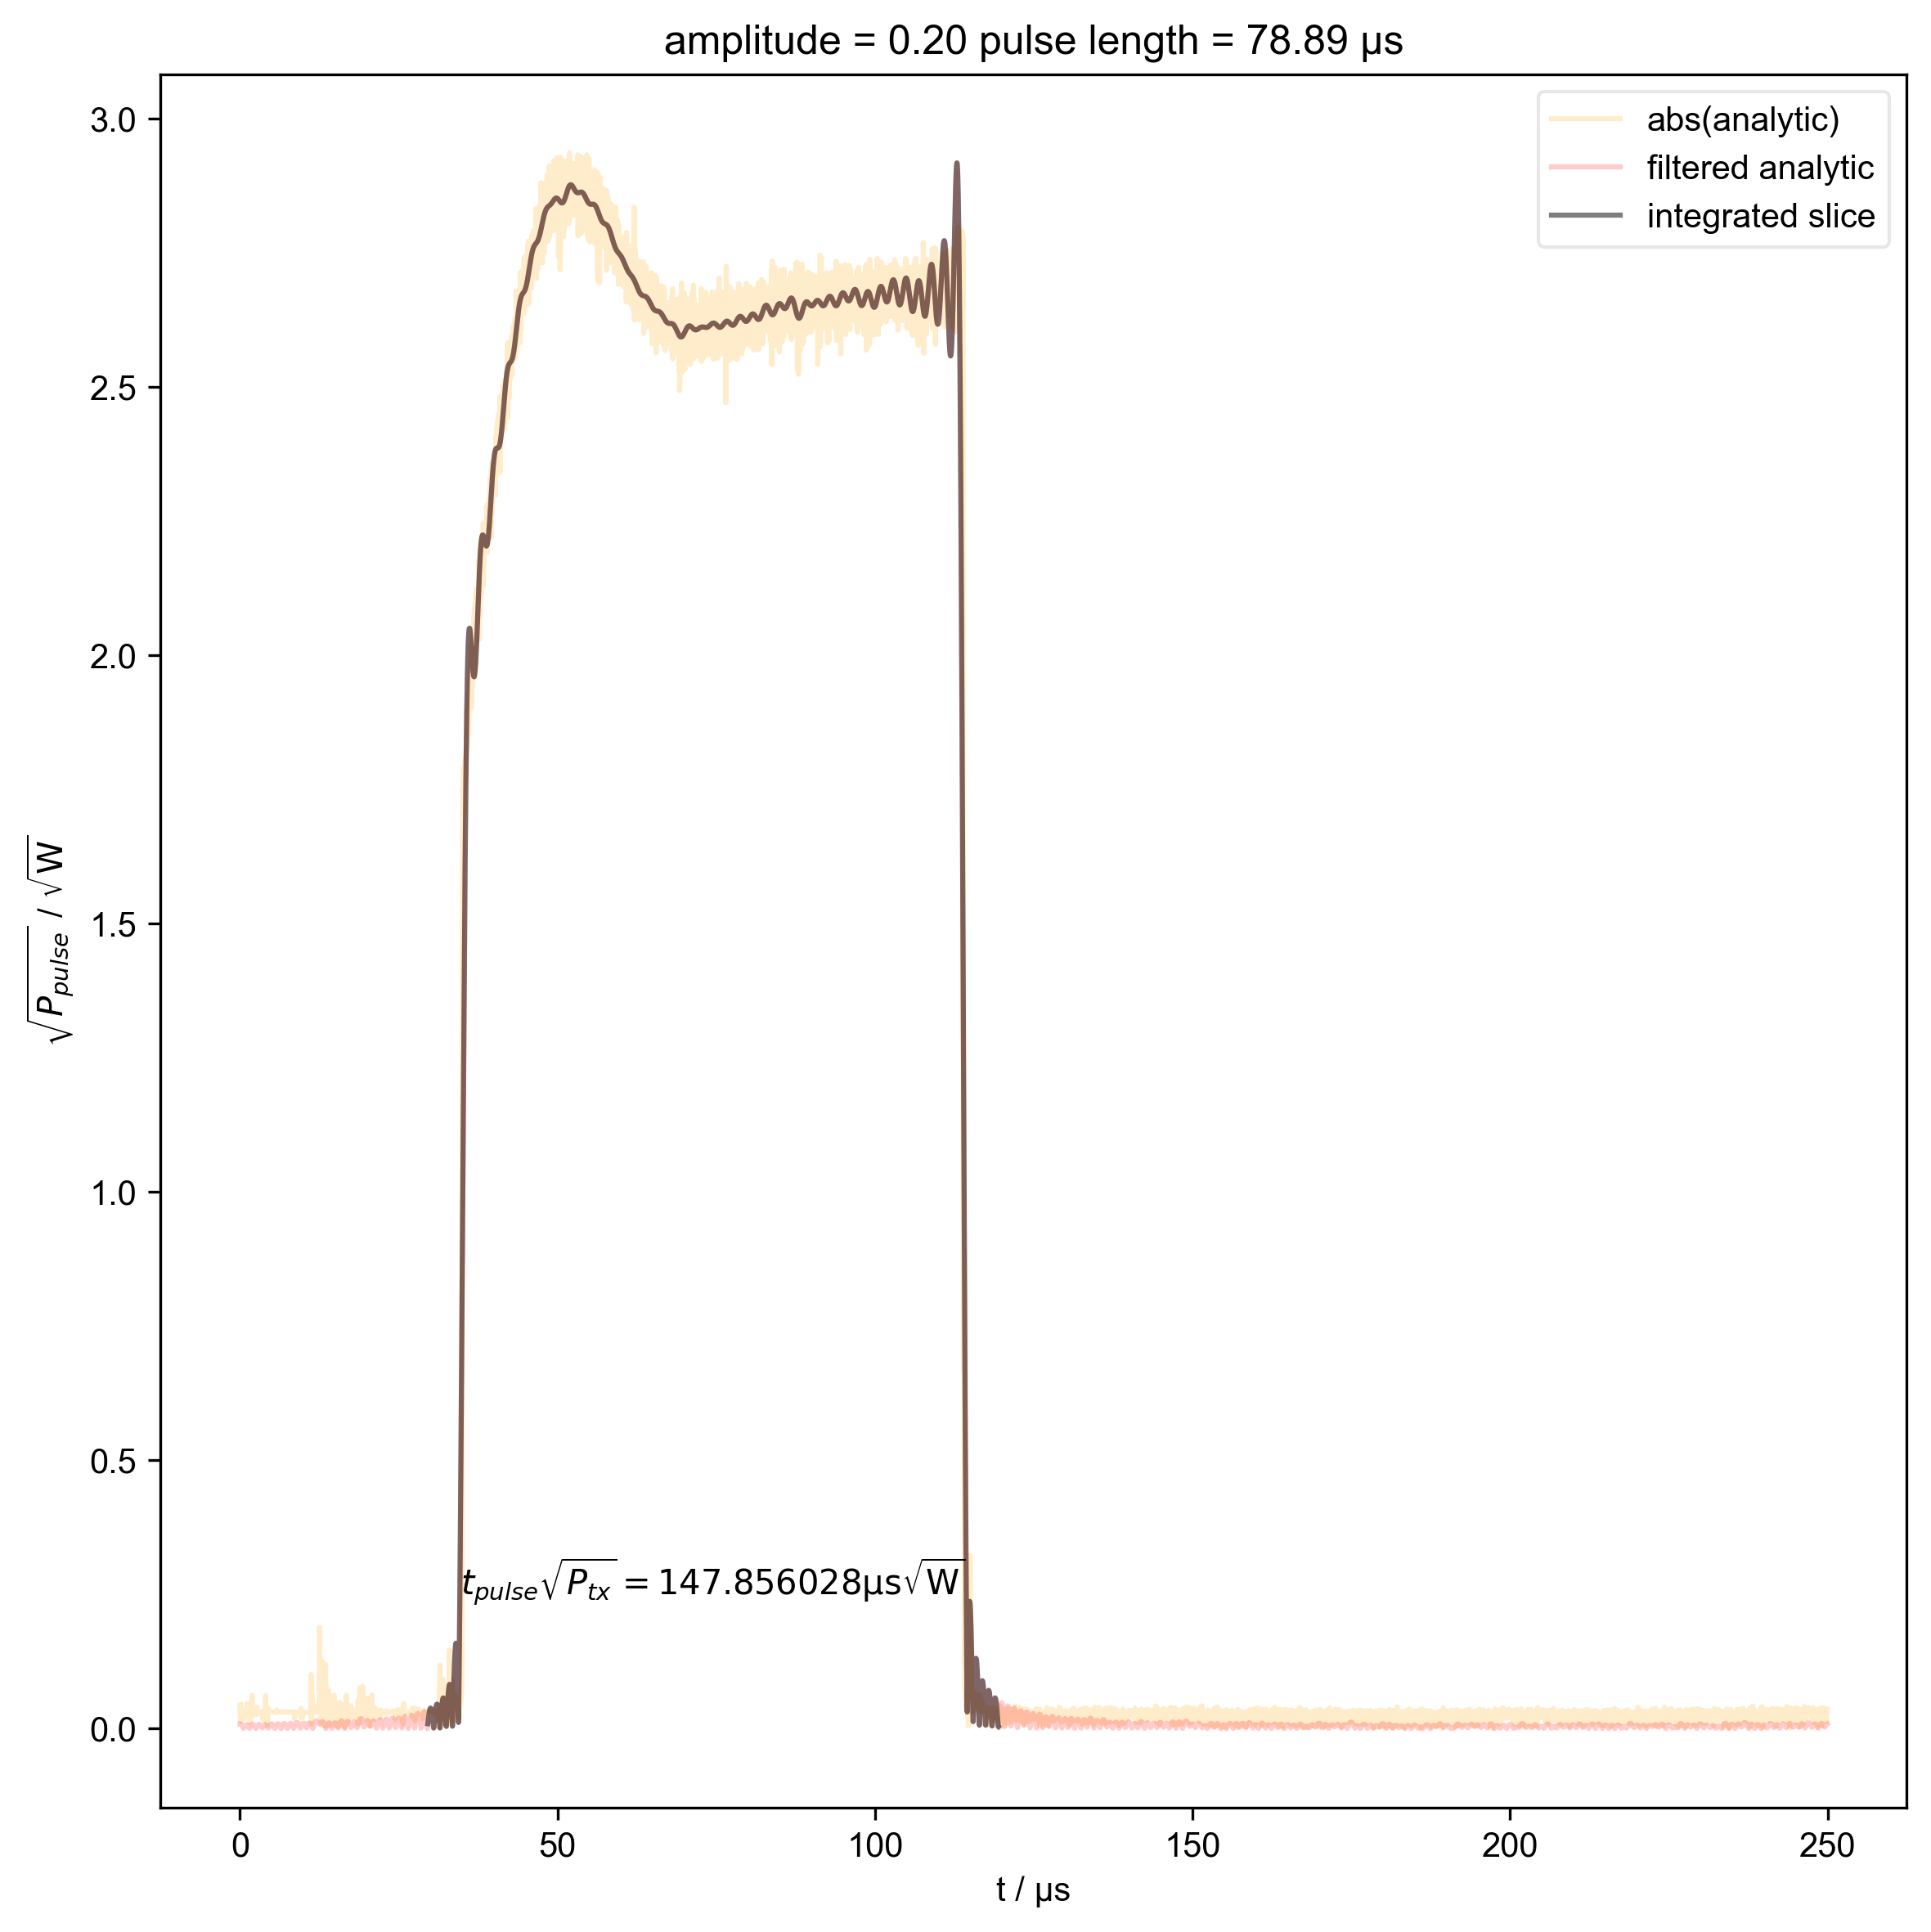 amplitude = 0.20 pulse length = 78.89 µs
abs(analytic)
filtered analytic
integrated slice
√P_pulse / √W
3.0
2.5
2.0
1.5
1.0
0.5
0.0
t_pulse√P_tx = 147.856028µs√W
0 50 100 150 200 250
t / µs